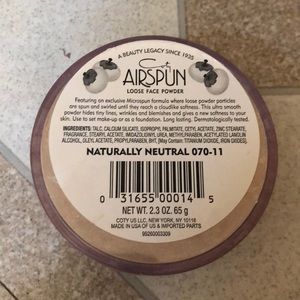 A BEAUTY LEGACY SINCE 1935
Coty
AIRSPUN
LOOSE FACE POWDER
Featuring an exclusive Microspun formula where loose powder particles
are spun and swirled until they reach a cloudlike softness. This ultra smooth
powder hides tiny lines, wrinkles and blemishes and gives a new softness to the
skin. Use to set make-up or as a foundation. Long lasting. Dermatologically tested.
INGREDIENTS: TALC, CALCIUM SILICATE, ISOPROPYL PALMITATE, CETYL ACETATE, ZINC STEARATE,
FRAGRANCE, STEARYL ACETATE, IMIDAZOLIDINYL UREA, METHYLPARABEN, ACETYLATED LANOLIN
ALCOHOL, OLEYL ACETATE, PROPYLPARABEN, BHT, [May Contain: TITANIUM DIOXIDE, IRON OXIDES].
NATURALLY NEUTRAL 070-11
0 31655 00014 5
NET WT. 2.3 OZ. 65 g
COTY US LLC, NEW YORK, NY 10118
MADE IN USA OF US & IMPORTED PARTS